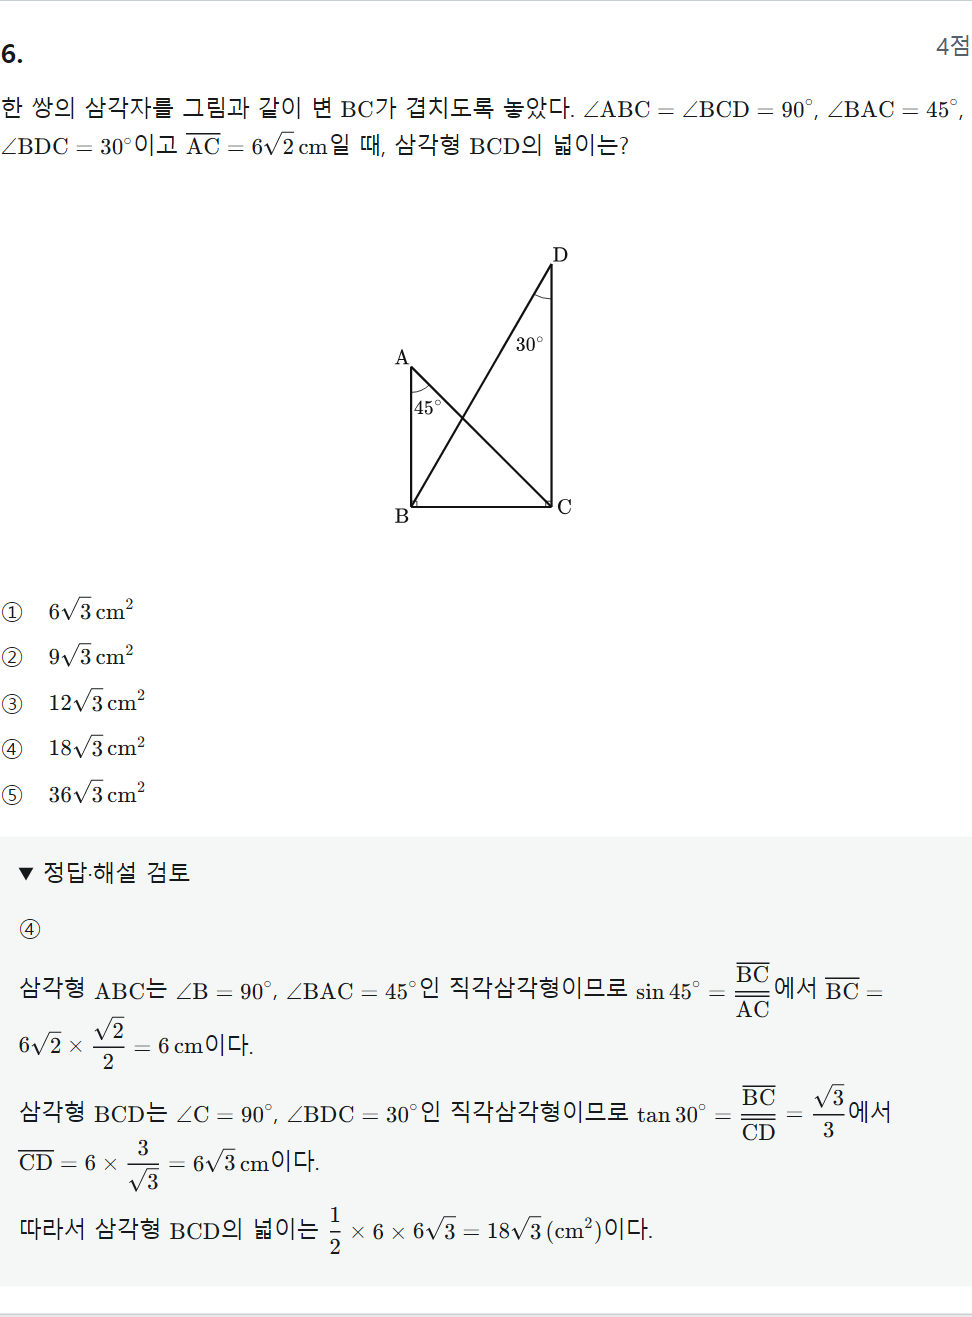 6.
4점
한 쌍의 삼각자를 그림과 같이 변 BC가 겹치도록 놓았다. ∠ABC = ∠BCD = 90°, ∠BAC = 45°,
∠BDC = 30°이고 A̅C̅ = 6√2 cm일 때, 삼각형 BCD의 넓이는?
D
30°
A
45°
B
C
① 6√3 cm²
② 9√3 cm²
③ 12√3 cm²
④ 18√3 cm²
⑤ 36√3 cm²
▼ 정답·해설 검토
④
삼각형 ABC는 ∠B = 90°, ∠BAC = 45°인 직각삼각형이므로 sin 45° = B̅C̅/A̅C̅에서 B̅C̅ =
6√2 × √2/2 = 6 cm이다.
삼각형 BCD는 ∠C = 90°, ∠BDC = 30°인 직각삼각형이므로 tan 30° = B̅C̅/C̅D̅ = √3/3에서
C̅D̅ = 6 × 3/√3 = 6√3 cm이다.
따라서 삼각형 BCD의 넓이는 1/2 × 6 × 6√3 = 18√3 (cm²)이다.